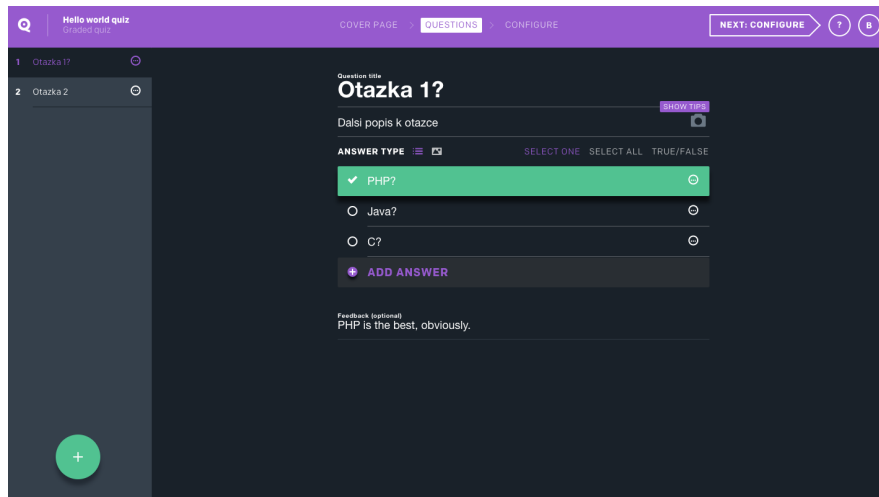 Hello world quiz
Graded quiz
COVER PAGE > QUESTIONS > CONFIGURE
NEXT: CONFIGURE
?
B
1 Otazka 1?
2 Otazka 2
Question title
Otazka 1?
SHOW TIPS
Dalsi popis k otazce
ANSWER TYPE SELECT ONE SELECT ALL TRUE/FALSE
PHP?
Java?
C?
+ ADD ANSWER
Feedback (optional)
PHP is the best, obviously.
+